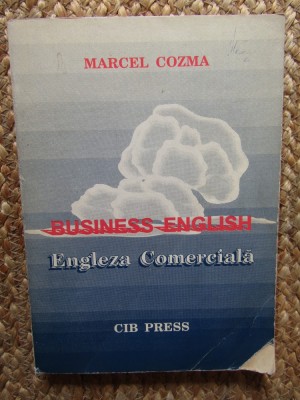 MARCEL COZMA
BUSINESS ENGLISH
Engleza Comercială
CIB PRESS